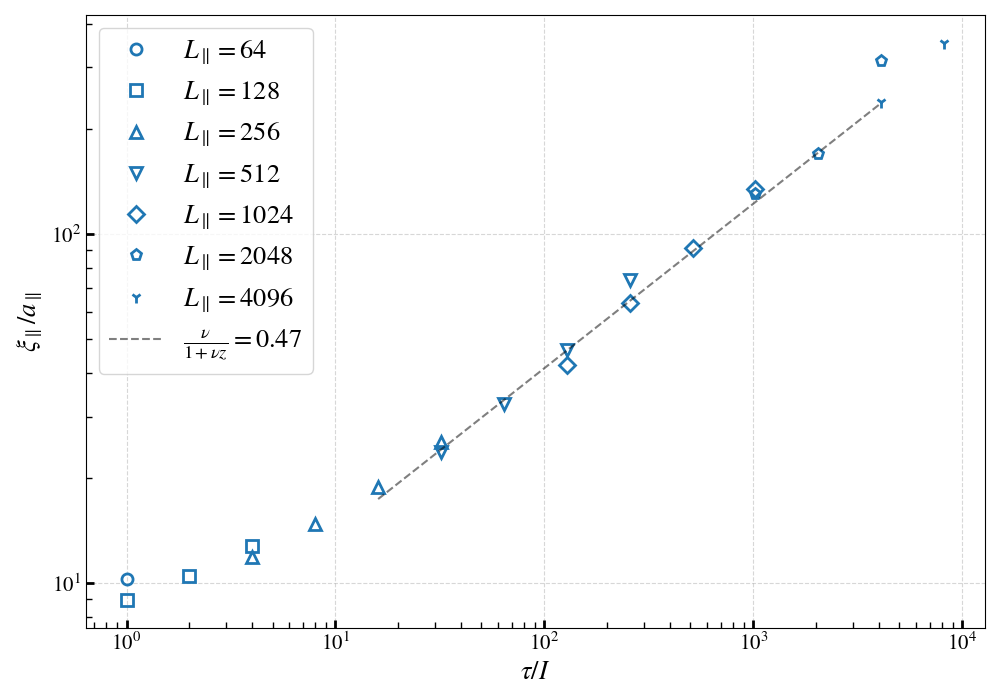 L∥ = 64
L∥ = 128
L∥ = 256
L∥ = 512
L∥ = 1024
L∥ = 2048
L∥ = 4096
ν/(1+νz) = 0.47
10²
10¹
ξ∥/a∥
10⁰ 10¹ 10² 10³ 10⁴
τ/I